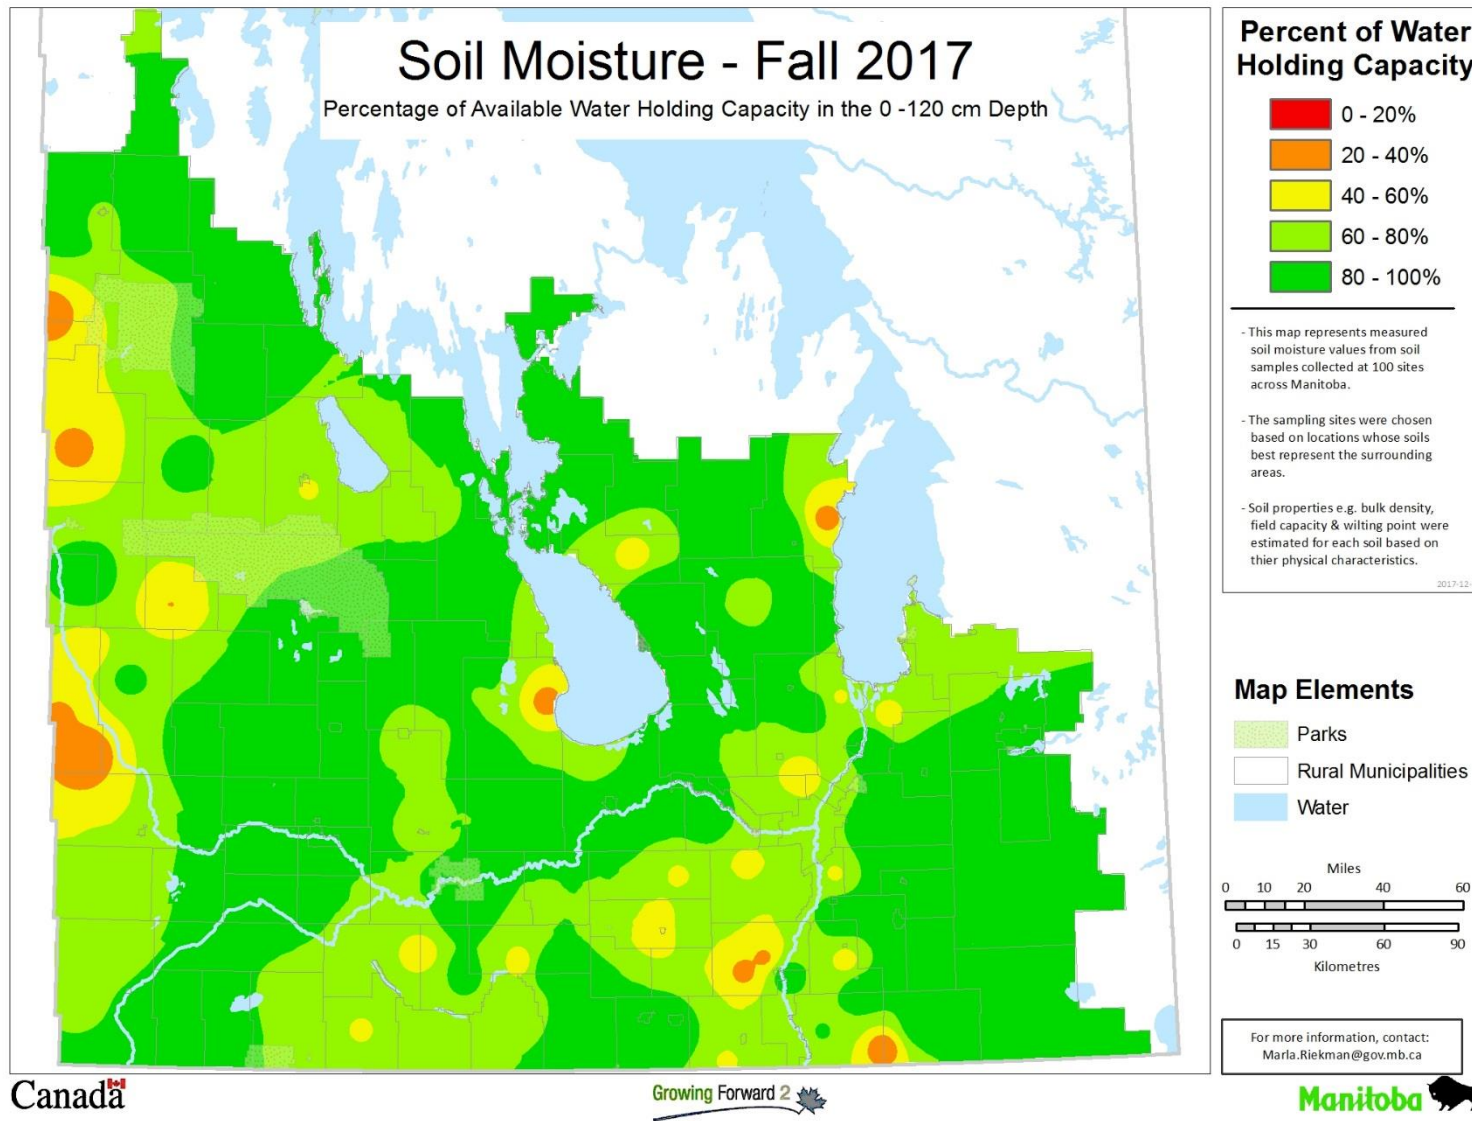 Soil Moisture - Fall 2017
Percentage of Available Water Holding Capacity in the 0 -120 cm Depth
Percent of Water
Holding Capacity
0 - 20%
20 - 40%
40 - 60%
60 - 80%
80 - 100%
- This map represents measured
soil moisture values from soil
samples collected at 100 sites
across Manitoba.
- The sampling sites were chosen
based on locations whose soils
best represent the surrounding
areas.
- Soil properties e.g. bulk density,
field capacity & wilting point were
estimated for each soil based on
thier physical characteristics.
2017-12-
Map Elements
Parks
Rural Municipalities
Water
Miles
0 10 20 40 60
0 15 30 60 90
Kilometres
For more information, contact:
Marla.Riekman@gov.mb.ca
Canada
Growing Forward 2
Manitoba